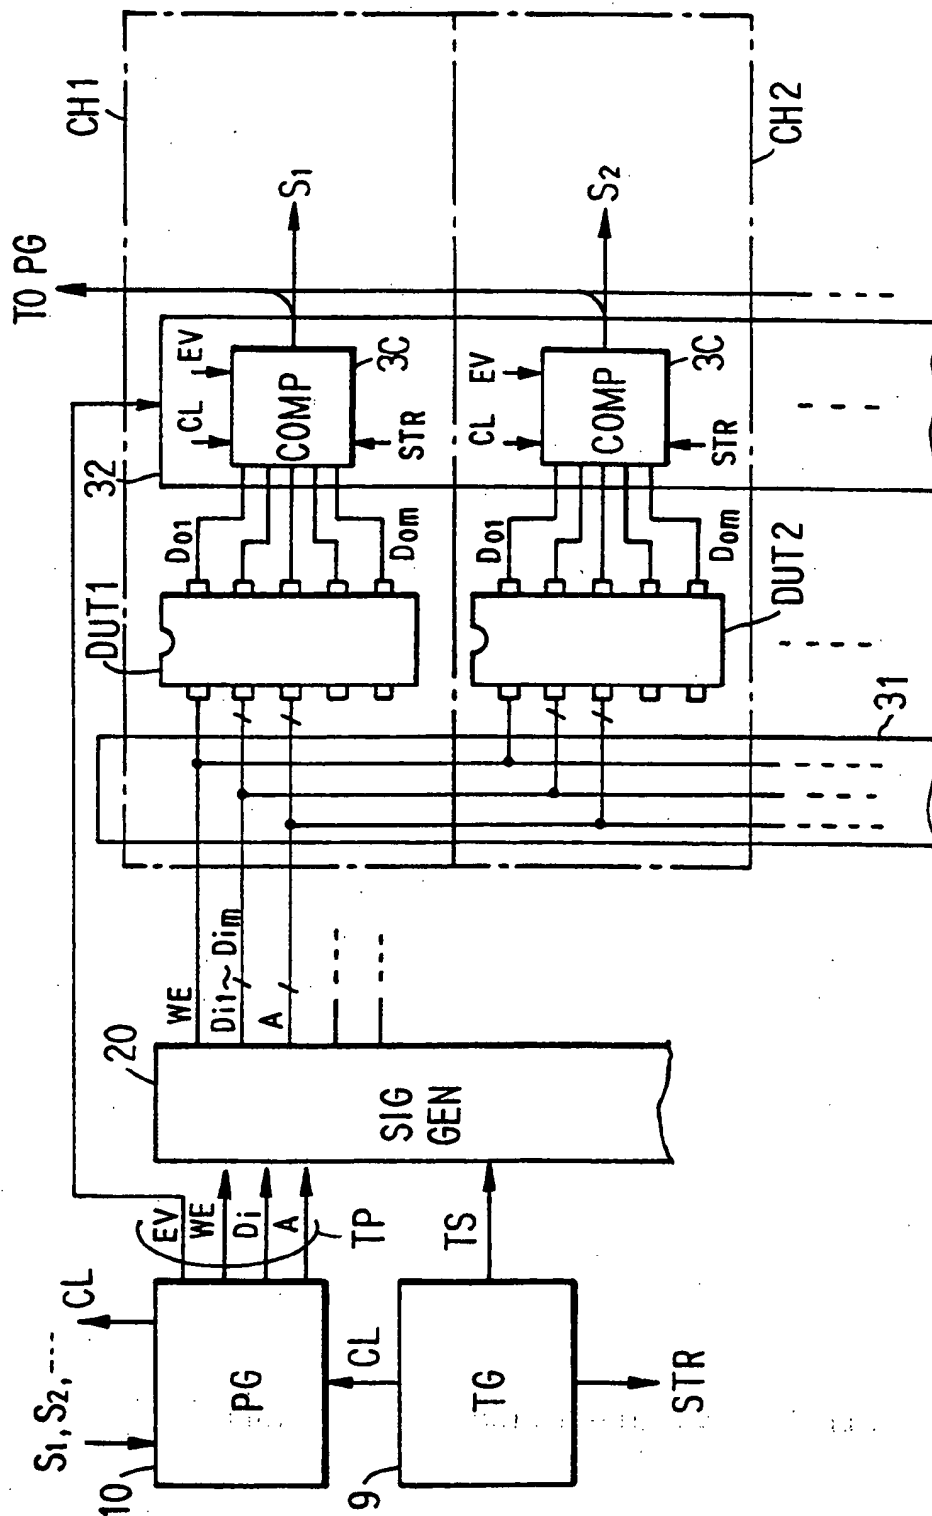 S1, S2, ---
CL
10
PG
EV
WE
Di
A
TP
CL
9
TG
TS
STR
20
SIG
GEN
WE
Di1~Dim
A
CH1
DUT1
Do1
Dom
32
CL
EV
COMP
3C
STR
S1
TO PG
31
DUT2
Do1
Dom
CL
EV
COMP
3C
STR
S2
CH2